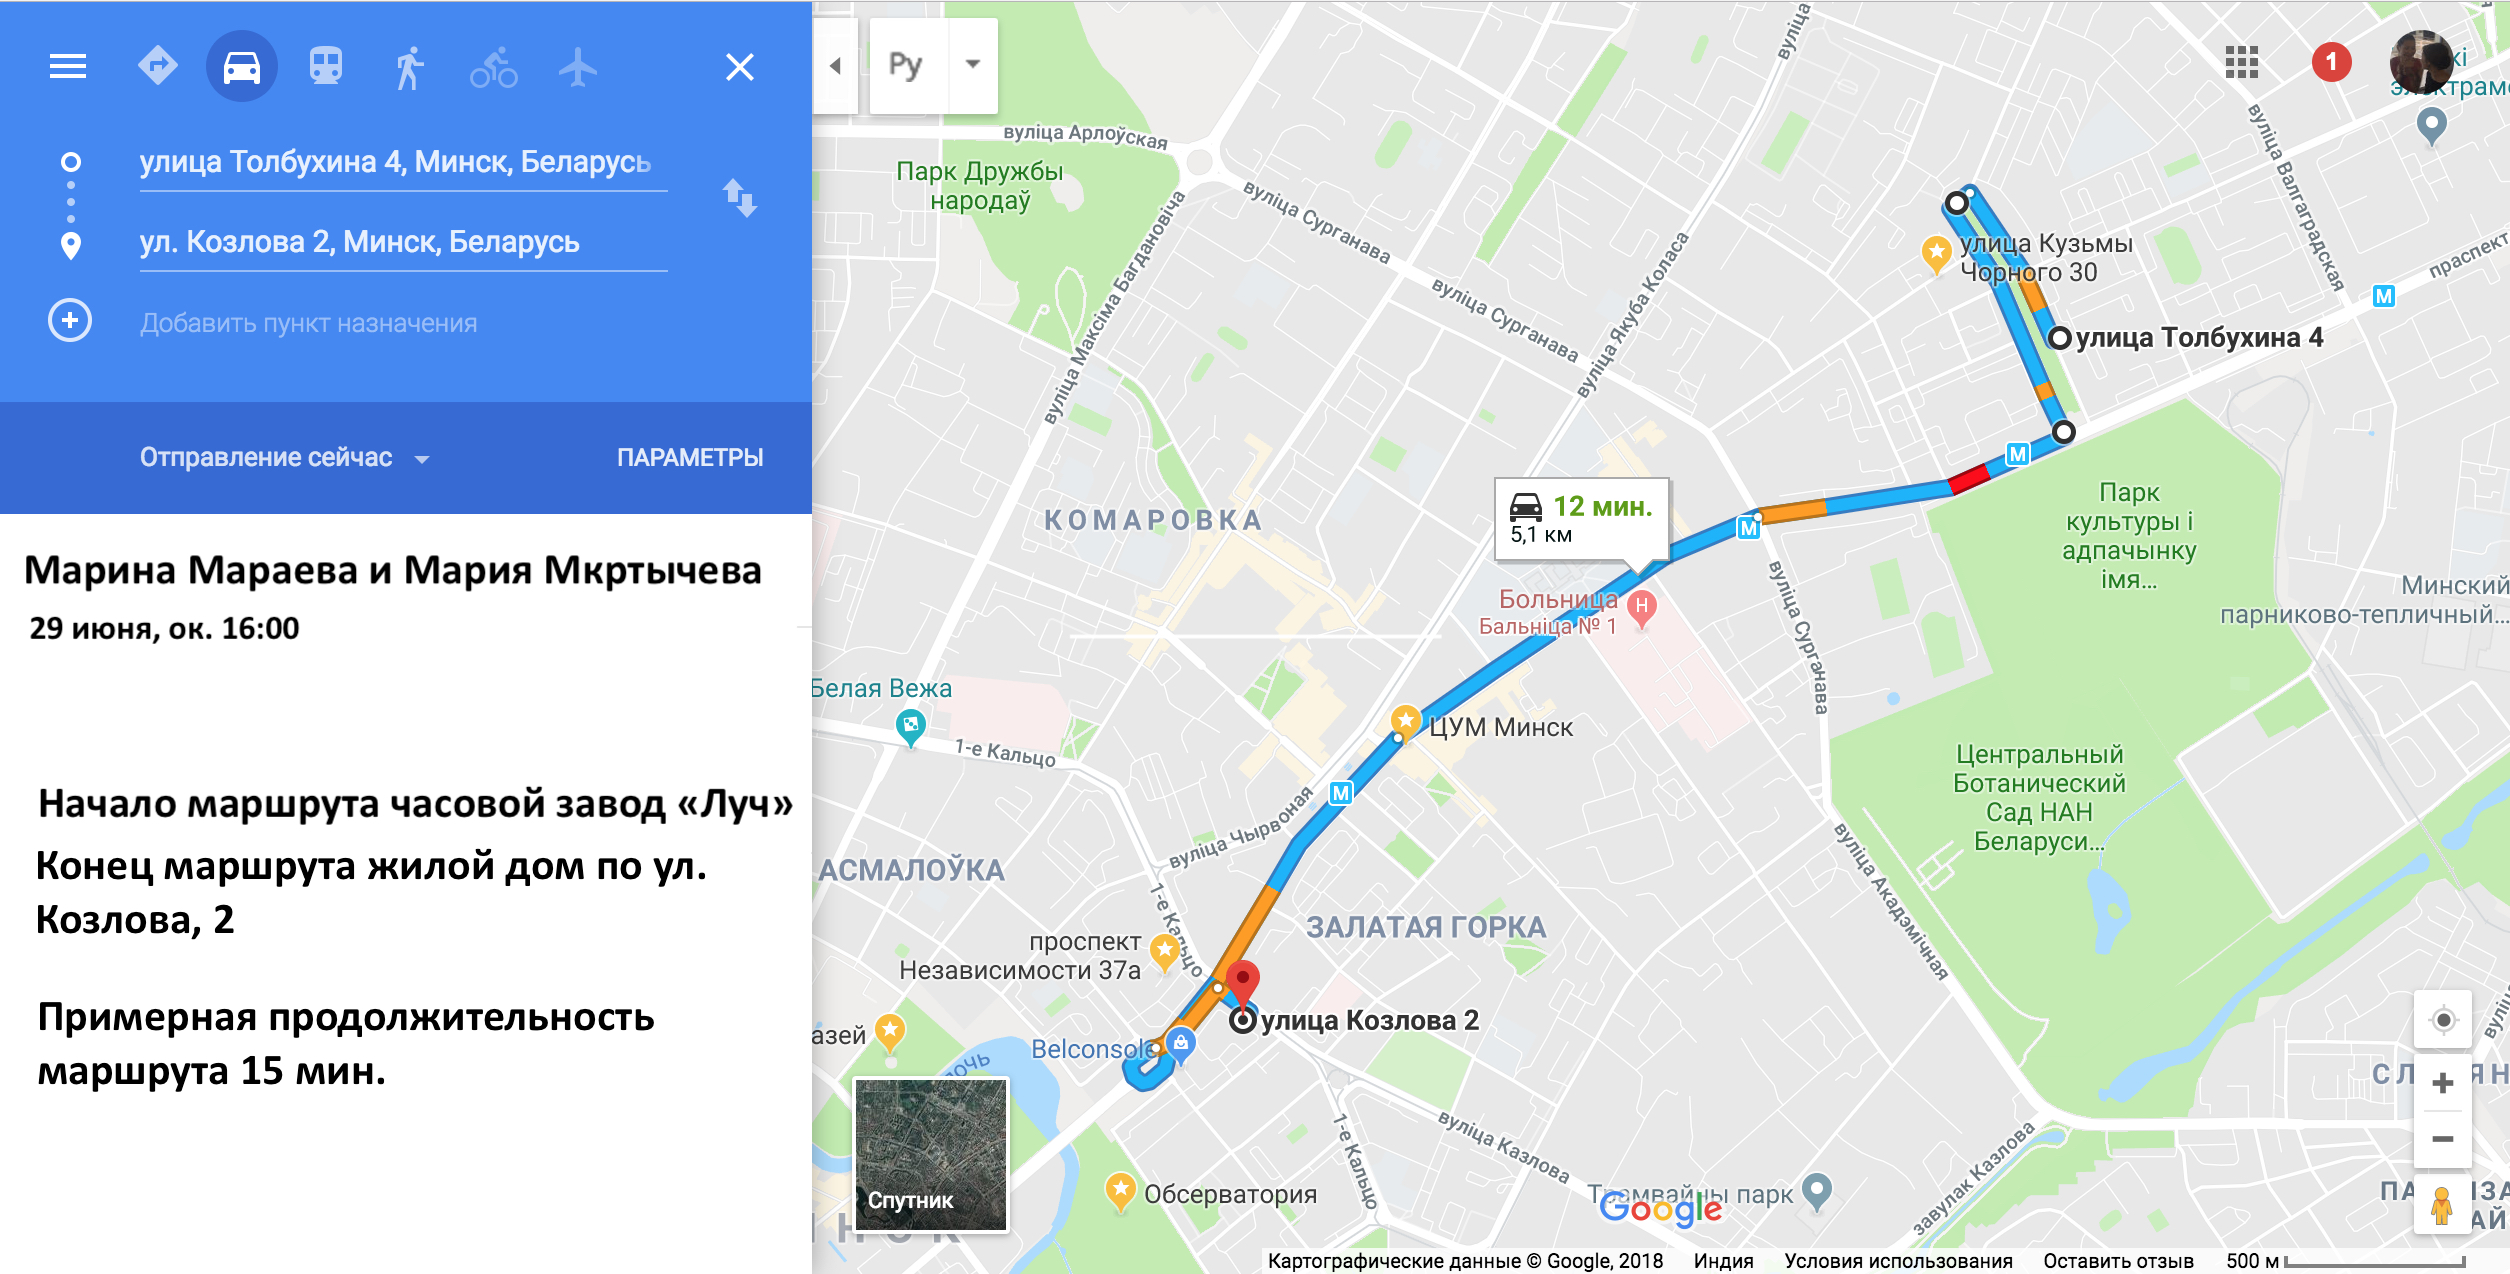 улица Толбухина 4, Минск, Беларусь
ул. Козлова 2, Минск, Беларусь
Добавить пункт назначения
Отправление сейчас
ПАРАМЕТРЫ
Марина Мараева и Мария Мкртычева
29 июня, ок. 16:00
Начало маршрута часовой завод «Луч»
Конец маршрута жилой дом по ул.
Козлова, 2
Примерная продолжительность
маршрута 15 мин.
Ру
1
вуліца Арлоўская
Парк Дружбы
народаў
вуліца Сурганава
вуліца Максіма Багдановіча
вуліца Сурганава
вуліца Якуба Коласа
вуліца
вуліца Валгаградская
праспект
M
улица Кузьмы
Чорного 30
улица Толбухина 4
M
Парк
культуры і
адпачынку
імя...
Минский
парниково-тепличный...
КОМАРОВКА
12 мин.
5,1 км
M
Больница
Бальніца № 1
H
вуліца Сурганава
Белая Вежа
1-е Кальцо
ЦУМ Минск
M
Центральный
Ботанический
Сад НАН
Беларуси...
вуліца Чырвоная
АСМАЛОЎКА
1-е Кальцо
вуліца Акадэмічная
ЗАЛАТАЯ ГОРКА
проспект
Независимости 37а
улица Козлова 2
азей
Belconsole
1-е Кальцо
вуліца Казлова
Спутник
Обсерватория
Трамвайны парк
завулак Казлова
Google
Картографические данные © Google, 2018
Индия
Условия использования
Оставить отзыв
500 м